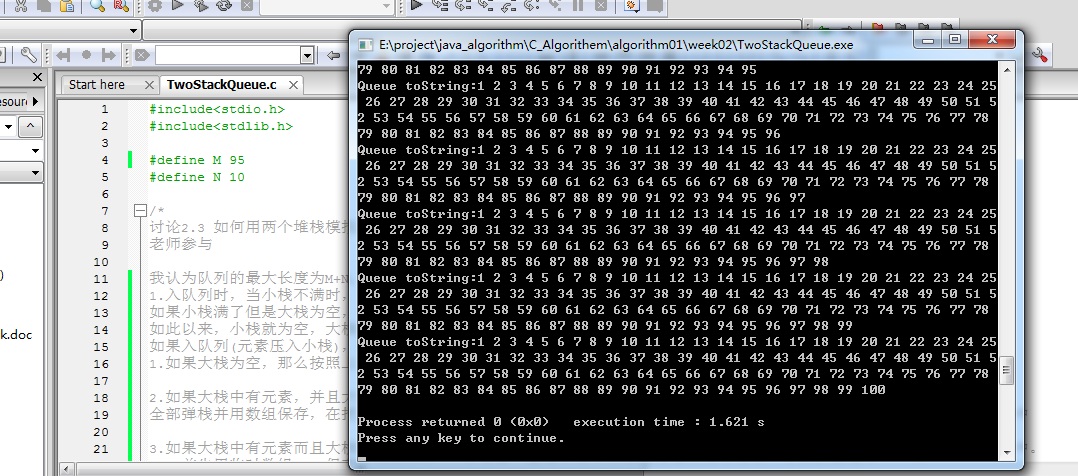 E:\project\java_algorithm\C_Algorithem\algorithm01\week02\TwoStackQueue.exe
Start here
TwoStackQueue.c
1 #include<stdio.h>
2 #include<stdlib.h>
3
4 #define M 95
5 #define N 10
6
7 /*
8 讨论2.3 如何用两个堆栈模拟
9 老师参与
10
11 我认为队列的最大长度为M+N
12 1.入队列时，当小栈不满时，
13 如果小栈满了但是大栈为空，
14 如此以来，小栈就为空，大栈
15 如果入队列(元素压入小栈)，
16 1.如果大栈为空，那么按照上
17
18 2.如果大栈中有元素，并且大
19 全部弹栈并用数组保存，在把
20
21 3.如果大栈中有元素而且大栈
k.doc
79 80 81 82 83 84 85 86 87 88 89 90 91 92 93 94 95
Queue toString:1 2 3 4 5 6 7 8 9 10 11 12 13 14 15 16 17 18 19 20 21 22 23 24 25
26 27 28 29 30 31 32 33 34 35 36 37 38 39 40 41 42 43 44 45 46 47 48 49 50 51 5
2 53 54 55 56 57 58 59 60 61 62 63 64 65 66 67 68 69 70 71 72 73 74 75 76 77 78
79 80 81 82 83 84 85 86 87 88 89 90 91 92 93 94 95 96
Queue toString:1 2 3 4 5 6 7 8 9 10 11 12 13 14 15 16 17 18 19 20 21 22 23 24 25
26 27 28 29 30 31 32 33 34 35 36 37 38 39 40 41 42 43 44 45 46 47 48 49 50 51 5
2 53 54 55 56 57 58 59 60 61 62 63 64 65 66 67 68 69 70 71 72 73 74 75 76 77 78
79 80 81 82 83 84 85 86 87 88 89 90 91 92 93 94 95 96 97
Queue toString:1 2 3 4 5 6 7 8 9 10 11 12 13 14 15 16 17 18 19 20 21 22 23 24 25
26 27 28 29 30 31 32 33 34 35 36 37 38 39 40 41 42 43 44 45 46 47 48 49 50 51 5
2 53 54 55 56 57 58 59 60 61 62 63 64 65 66 67 68 69 70 71 72 73 74 75 76 77 78
79 80 81 82 83 84 85 86 87 88 89 90 91 92 93 94 95 96 97 98
Queue toString:1 2 3 4 5 6 7 8 9 10 11 12 13 14 15 16 17 18 19 20 21 22 23 24 25
26 27 28 29 30 31 32 33 34 35 36 37 38 39 40 41 42 43 44 45 46 47 48 49 50 51 5
2 53 54 55 56 57 58 59 60 61 62 63 64 65 66 67 68 69 70 71 72 73 74 75 76 77 78
79 80 81 82 83 84 85 86 87 88 89 90 91 92 93 94 95 96 97 98 99
Queue toString:1 2 3 4 5 6 7 8 9 10 11 12 13 14 15 16 17 18 19 20 21 22 23 24 25
26 27 28 29 30 31 32 33 34 35 36 37 38 39 40 41 42 43 44 45 46 47 48 49 50 51 5
2 53 54 55 56 57 58 59 60 61 62 63 64 65 66 67 68 69 70 71 72 73 74 75 76 77 78
79 80 81 82 83 84 85 86 87 88 89 90 91 92 93 94 95 96 97 98 99 100
Process returned 0 (0x0)   execution time : 1.621 s
Press any key to continue.